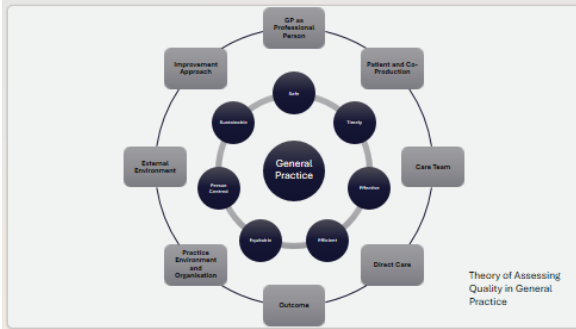 GP as
Professional
Person
Improvement
Approach
Patient and Co-
Production
Safe
Sustainable
Timely
External
Environment
General
Practice
Care Team
Person
Centred
Effective
Equitable
Efficient
Practice
Environment
and
Organisation
Direct Care
Outcome
Theory of Assessing
Quality in General
Practice